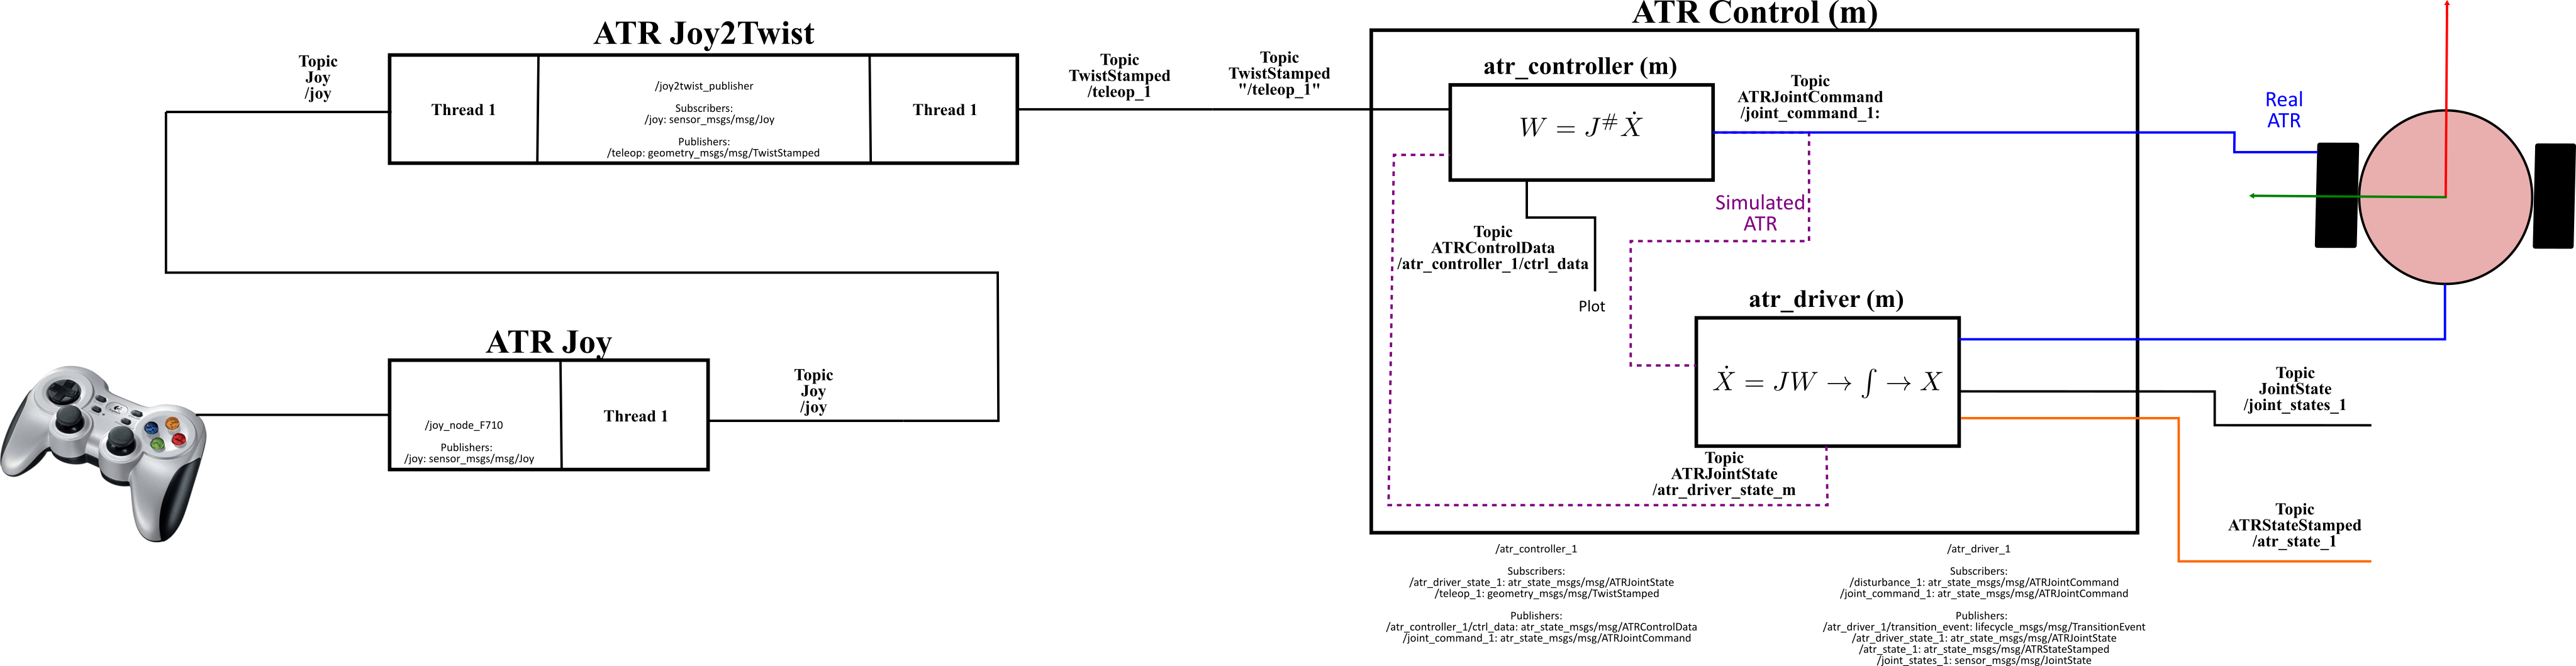 ATR Joy2Twist
Topic
Joy
/joy
Thread 1
/joy2twist_publisher
Subscribers:
/joy: sensor_msgs/msg/Joy
Publishers:
/teleop: geometry_msgs/msg/TwistStamped
Thread 1
Topic
TwistStamped
/teleop_1
Topic
TwistStamped
"/teleop_1"
ATR Joy
/joy_node_F710
Publishers:
/joy: sensor_msgs/msg/Joy
Thread 1
Topic
Joy
/joy
ATR Control (m)
atr_controller (m)
W = J^# Ẋ
Topic
ATRJointCommand
/joint_command_1:
Simulated
ATR
Topic
ATRControlData
/atr_controller_1/ctrl_data
Plot
atr_driver (m)
Ẋ = JW → ∫ → X
Topic
ATRJointState
/atr_driver_state_m
Real
ATR
Topic
JointState
/joint_states_1
Topic
ATRStateStamped
/atr_state_1
/atr_controller_1
Subscribers:
/atr_driver_state_1: atr_state_msgs/msg/ATRJointState
/teleop_1: geometry_msgs/msg/TwistStamped
Publishers:
/atr_controller_1/ctrl_data: atr_state_msgs/msg/ATRControlData
/joint_command_1: atr_state_msgs/msg/ATRJointCommand
/atr_driver_1
Subscribers:
/disturbance_1: atr_state_msgs/msg/ATRJointCommand
/joint_command_1: atr_state_msgs/msg/ATRJointCommand
Publishers:
/atr_driver_1/transition_event: lifecycle_msgs/msg/TransitionEvent
/atr_driver_state_1: atr_state_msgs/msg/ATRJointState
/atr_state_1: atr_state_msgs/msg/ATRStateStamped
/joint_states_1: sensor_msgs/msg/JointState